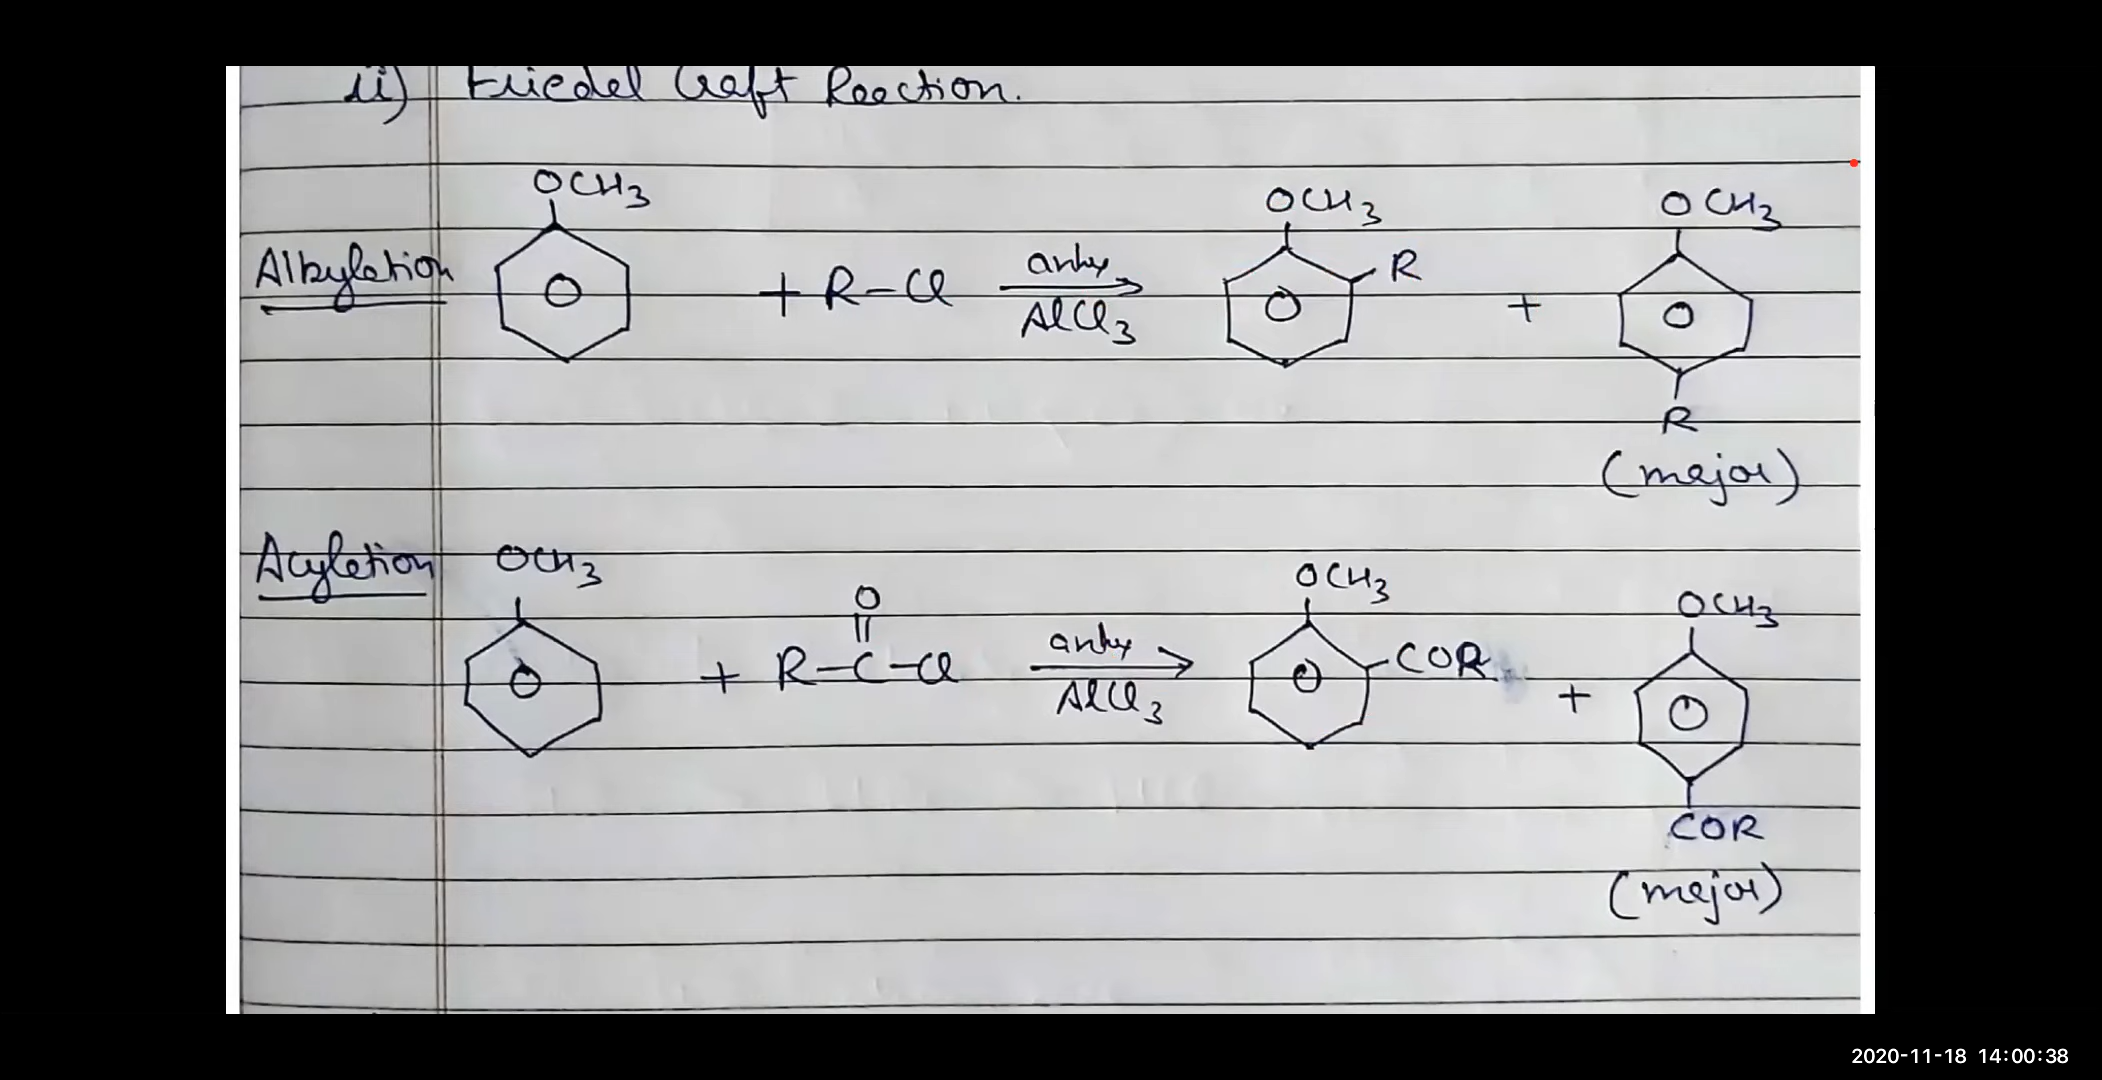 ii) Friedel Craft Reaction.
Alkylation
OCH3
+ R-Cl
anhy
AlCl3
OCH3
R
+
OCH3
R
(major)
Acylation
OCH3
+ R-C-Cl
O
anhy
AlCl3
OCH3
COR
+
OCH3
COR
(major)
2020-11-18 14:00:38